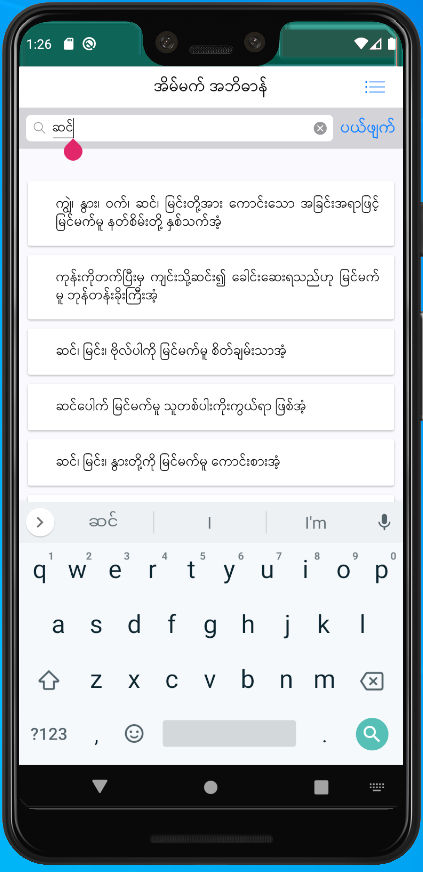 1:26
အိမ်မက် အဘိဓာန်
ဆင်
ပယ်ဖျက်
ကျွဲ၊ နွား၊ ဝက်၊ ဆင်၊ မြင်းတို့အား ကောင်းသော အခြင်းအရာဖြင့်
မြင်မက်မူ နတ်စိမ်းတို့ နှစ်သက်အံ့
ကုန်းကိုတက်ပြီးမှ ကျင်းသို့ဆင်း၍ ခေါင်းဆေးရသည်ဟု မြင်မက်
မူ ဘုန်တန်းခိုးကြီးအံ့
ဆင်၊ မြင်း၊ ဗိုလ်ပါကို မြင်မက်မူ စိတ်ချမ်းသာအံ့
ဆင်ပေါက် မြင်မက်မူ သူတစ်ပါးကိုးကွယ်ရာ ဖြစ်အံ့
ဆင်၊ မြင်း၊ နွားတို့ကို မြင်မက်မူ ကောင်းစားအံ့
ဆင် I I'm
1 2 3 4 5 6 7 8 9 0
q w e r t y u i o p
a s d f g h j k l
z x c v b n m
?123 , .